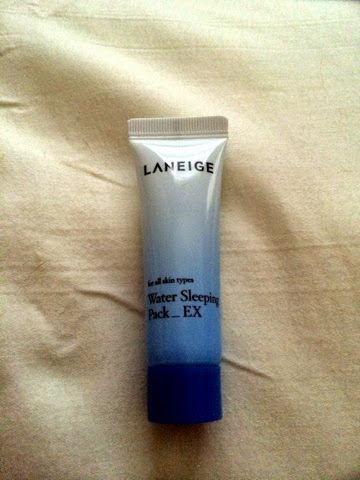 LANEIGE
for all skin types
Water Sleeping
Pack_EX